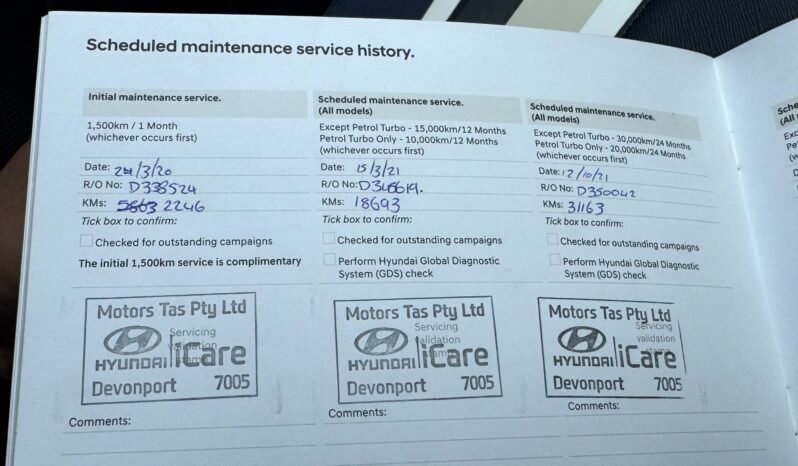 Scheduled maintenance service history.
Initial maintenance service.
1,500km / 1 Month
(whichever occurs first)
Date: /3/20
R/O No: D338524
KMs: 2246
Tick box to confirm:
Checked for outstanding campaigns
The initial 1,500km service is complimentary
Motors Tas Pty Ltd
Servicing
validation
stamp
HYUNDAI iCare
Devonport 7005
Comments:
Scheduled maintenance service.
(All models)
Except Petrol Turbo - 15,000km/12 Months
Petrol Turbo Only - 10,000km/12 Months
(whichever occurs first)
Date: 15/3/21
R/O No:
KMs: 18693
Tick box to confirm:
Checked for outstanding campaigns
Perform Hyundai Global Diagnostic
System (GDS) check
Motors Tas Pty Ltd
Servicing
validation
HYUNDAI iCare
Devonport 7005
Comments:
Scheduled maintenance service.
(All models)
Except Petrol Turbo - 30,000km/24 Months
Petrol Turbo Only - 20,000km/24 Months
(whichever occurs first)
Date: 12/10/21
R/O No: D350042
KMs: 31163
Tick box to confirm:
Checked for outstanding campaigns
Perform Hyundai Global Diagnostic
System (GDS) check
Motors Tas Pty Ltd
Servicing
validation
HYUNDAI iCare
Devonport 7005
Comments: